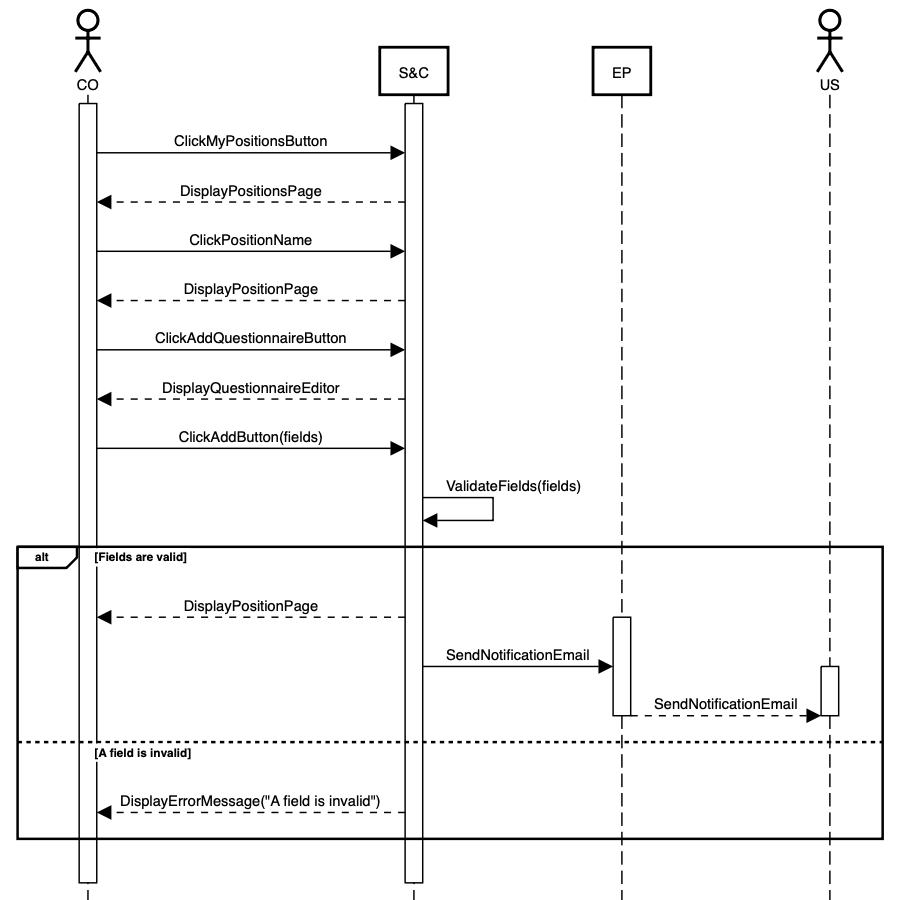 CO
S&C
EP
US
ClickMyPositionsButton
DisplayPositionsPage
ClickPositionName
DisplayPositionPage
ClickAddQuestionnaireButton
DisplayQuestionnaireEditor
ClickAddButton(fields)
ValidateFields(fields)
alt
[Fields are valid]
DisplayPositionPage
SendNotificationEmail
SendNotificationEmail
[A field is invalid]
DisplayErrorMessage("A field is invalid")